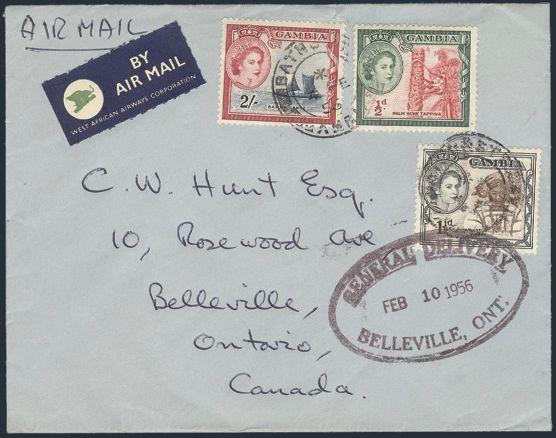 AIR MAIL
BY
AIR MAIL
WEST AFRICAN AIRWAYS CORPORATION
GAMBIA
2/-
GAMBIA
½d
PALM WINE TAPPING
GAMBIA
1½d
C. W. Hunt Esq.
10, Rosewood Ave
Belleville,
Ontario,
Canada.
GENERAL DELIVERY
FEB 10 1956
BELLEVILLE, ONT.